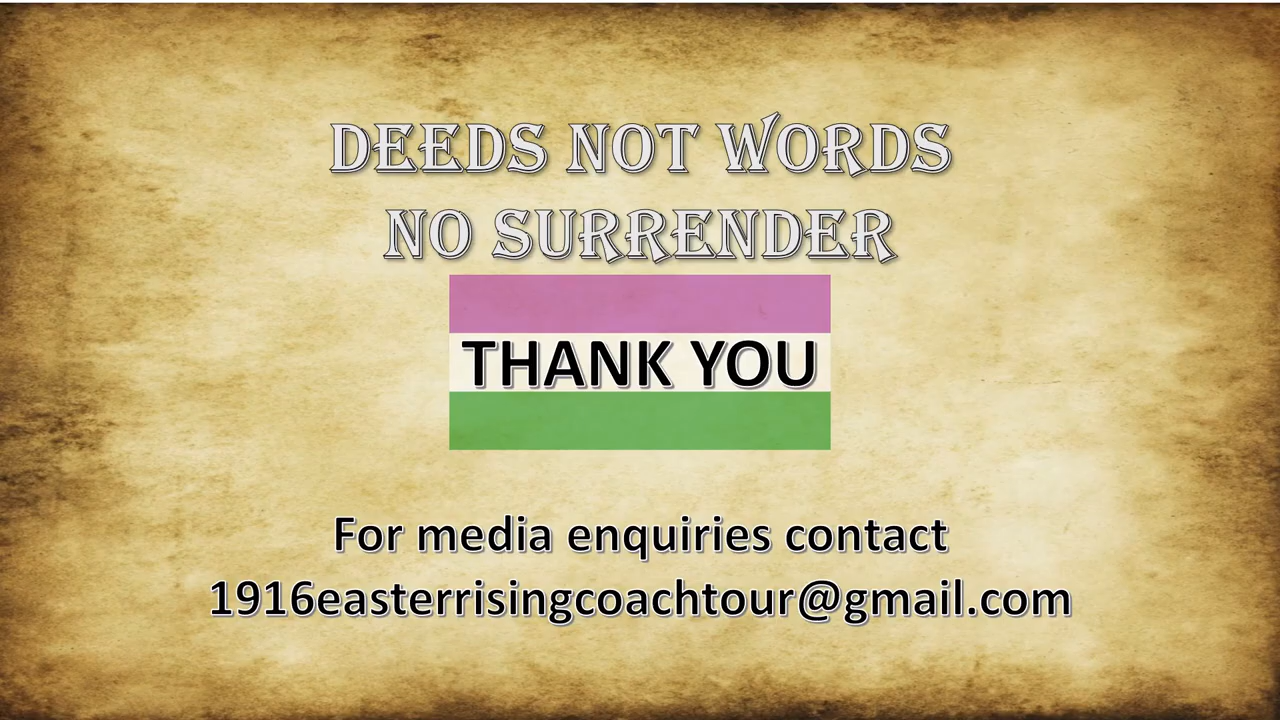 DEEDS NOT WORDS
NO SURRENDER
THANK YOU
For media enquiries contact
1916easterrisingcoachtour@gmail.com